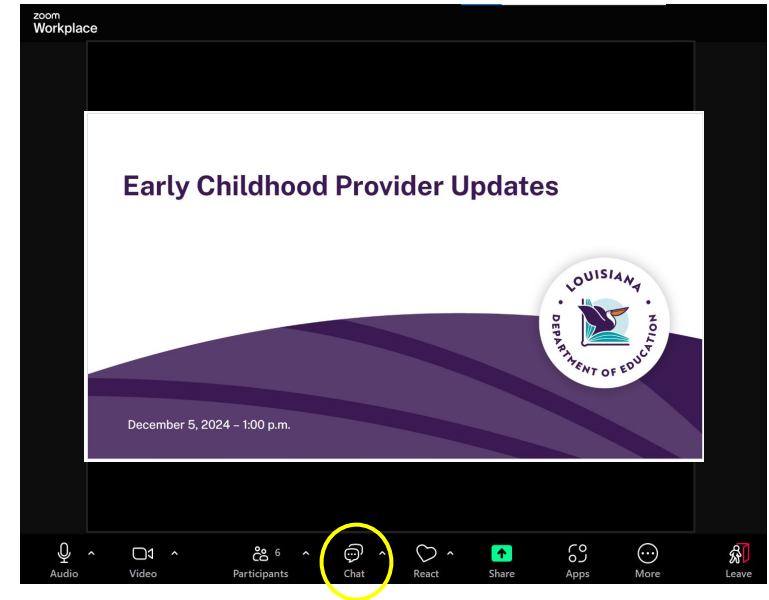 zoom
Workplace
Early Childhood Provider Updates
LOUISIANA
DEPARTMENT OF EDUCATION
December 5, 2024 – 1:00 p.m.
6
Audio Video Participants Chat React Share Apps More Leave